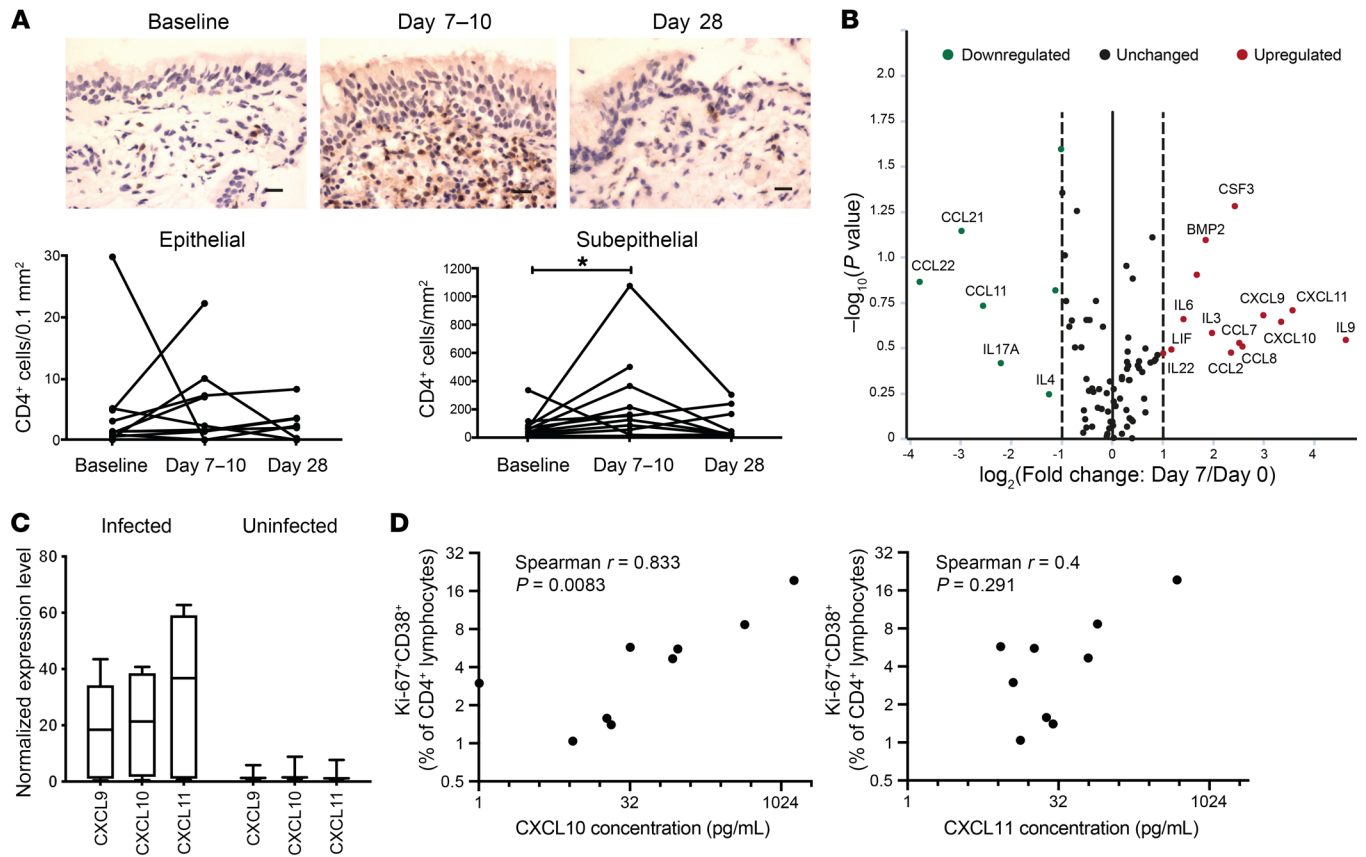 A
Baseline
Day 7–10
Day 28
Epithelial
CD4⁺ cells/0.1 mm²
30
20
10
0
Baseline
Day 7–10
Day 28
Subepithelial
*
CD4⁺ cells/mm²
1200
1000
800
600
400
200
0
Baseline
Day 7–10
Day 28
B
Downregulated
Unchanged
Upregulated
–log₁₀(P value)
2.0
1.75
1.5
1.25
1.0
0.75
0.5
0.25
0
CSF3
CCL21
BMP2
CCL22
CCL11
IL6
CXCL9
CXCL11
IL3
CCL7
CXCL10
IL9
IL17A
LIF
IL22
CCL2
CCL8
IL4
-4
-3
-2
-1
0
1
2
3
4
log₂(Fold change: Day 7/Day 0)
C
Infected
Uninfected
Normalized expression level
80
60
40
20
0
CXCL9
CXCL10
CXCL11
CXCL9
CXCL10
CXCL11
D
Spearman r = 0.833
P = 0.0083
Ki-67⁺CD38⁺
(% of CD4⁺ lymphocytes)
32
16
8
4
2
1
0.5
1
32
1024
CXCL10 concentration (pg/mL)
Spearman r = 0.4
P = 0.291
Ki-67⁺CD38⁺
(% of CD4⁺ lymphocytes)
32
16
8
4
2
1
0.5
1
32
1024
CXCL11 concentration (pg/mL)